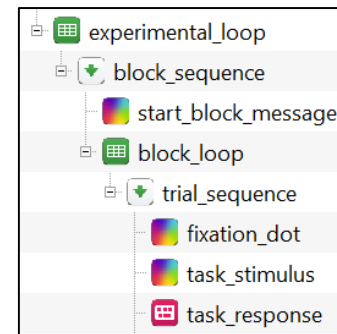 experimental_loop
block_sequence
start_block_message
block_loop
trial_sequence
fixation_dot
task_stimulus
task_response